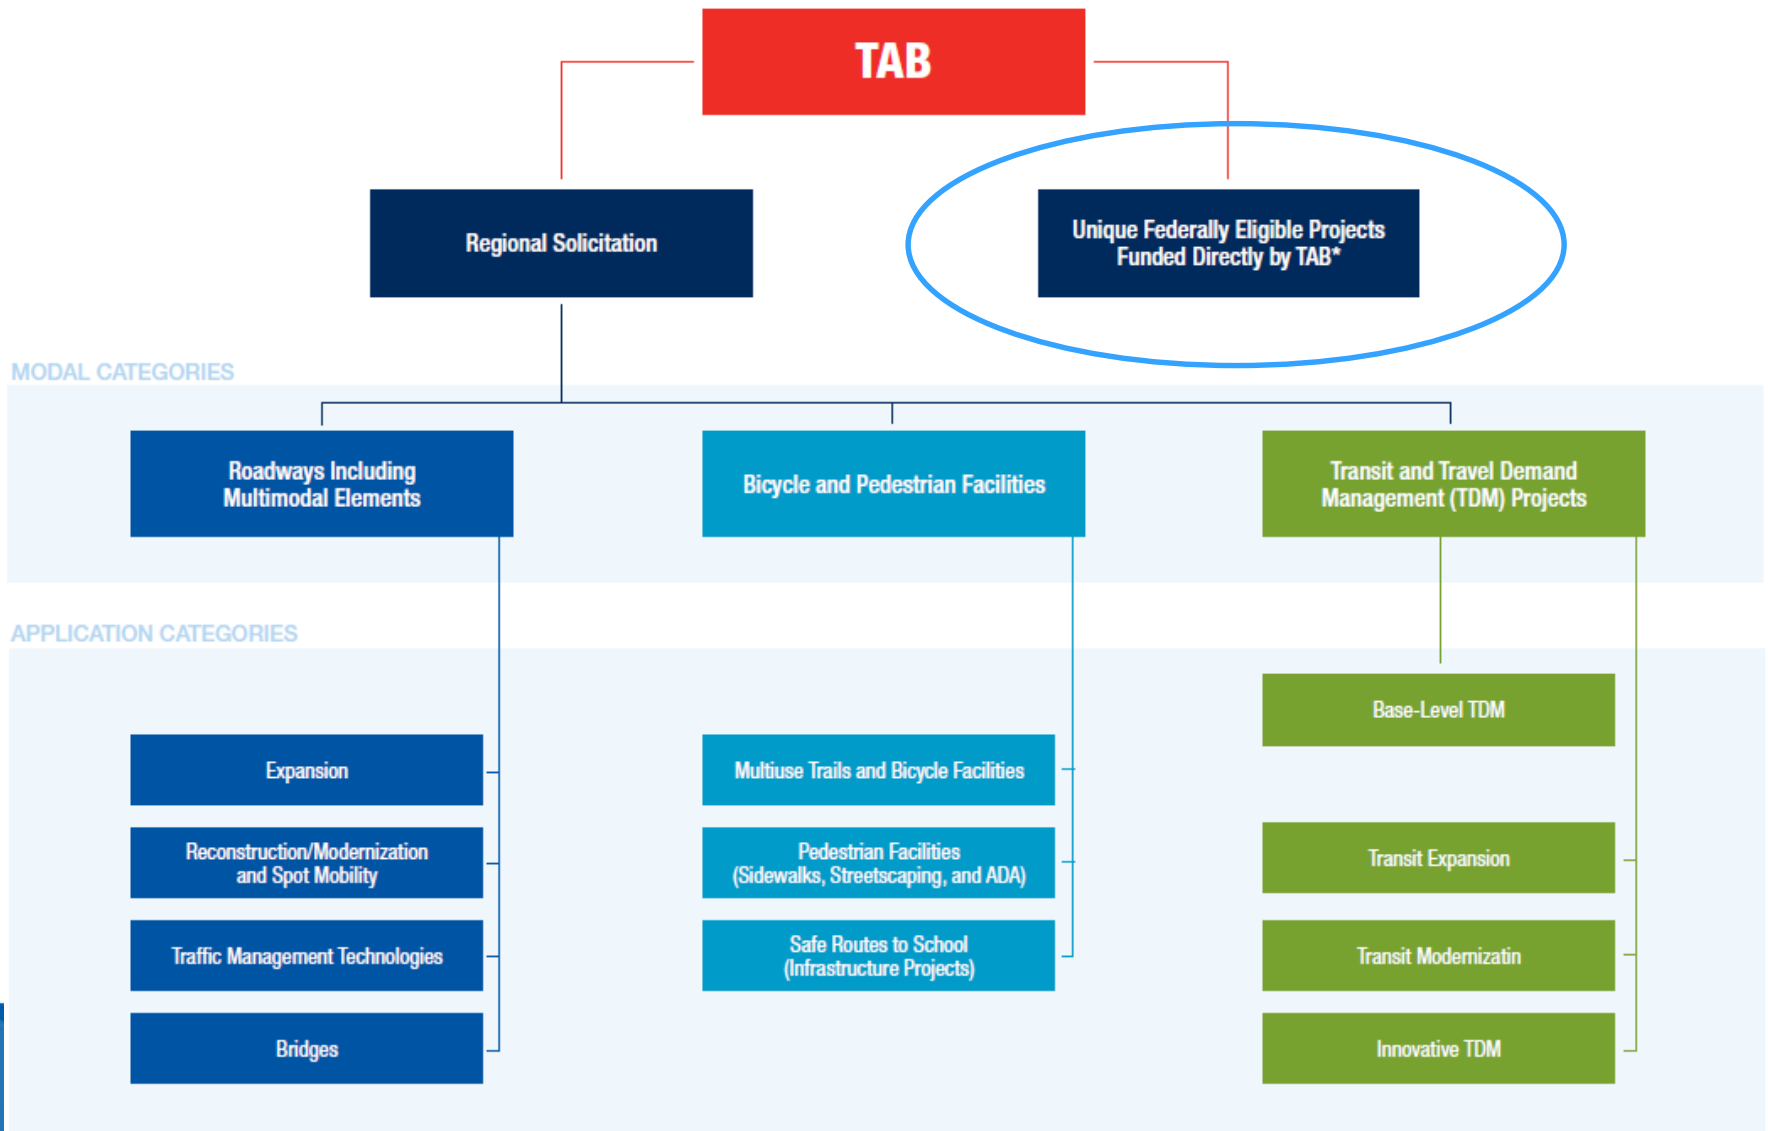 TAB
Regional Solicitation
Unique Federally Eligible Projects
Funded Directly by TAB*
MODAL CATEGORIES
Roadways Including
Multimodal Elements
Bicycle and Pedestrian Facilities
Transit and Travel Demand
Management (TDM) Projects
APPLICATION CATEGORIES
Expansion
Reconstruction/Modernization
and Spot Mobility
Traffic Management Technologies
Bridges
Multiuse Trails and Bicycle Facilities
Pedestrian Facilities
(Sidewalks, Streetscaping, and ADA)
Safe Routes to School
(Infrastructure Projects)
Base-Level TDM
Transit Expansion
Transit Modernizatin
Innovative TDM